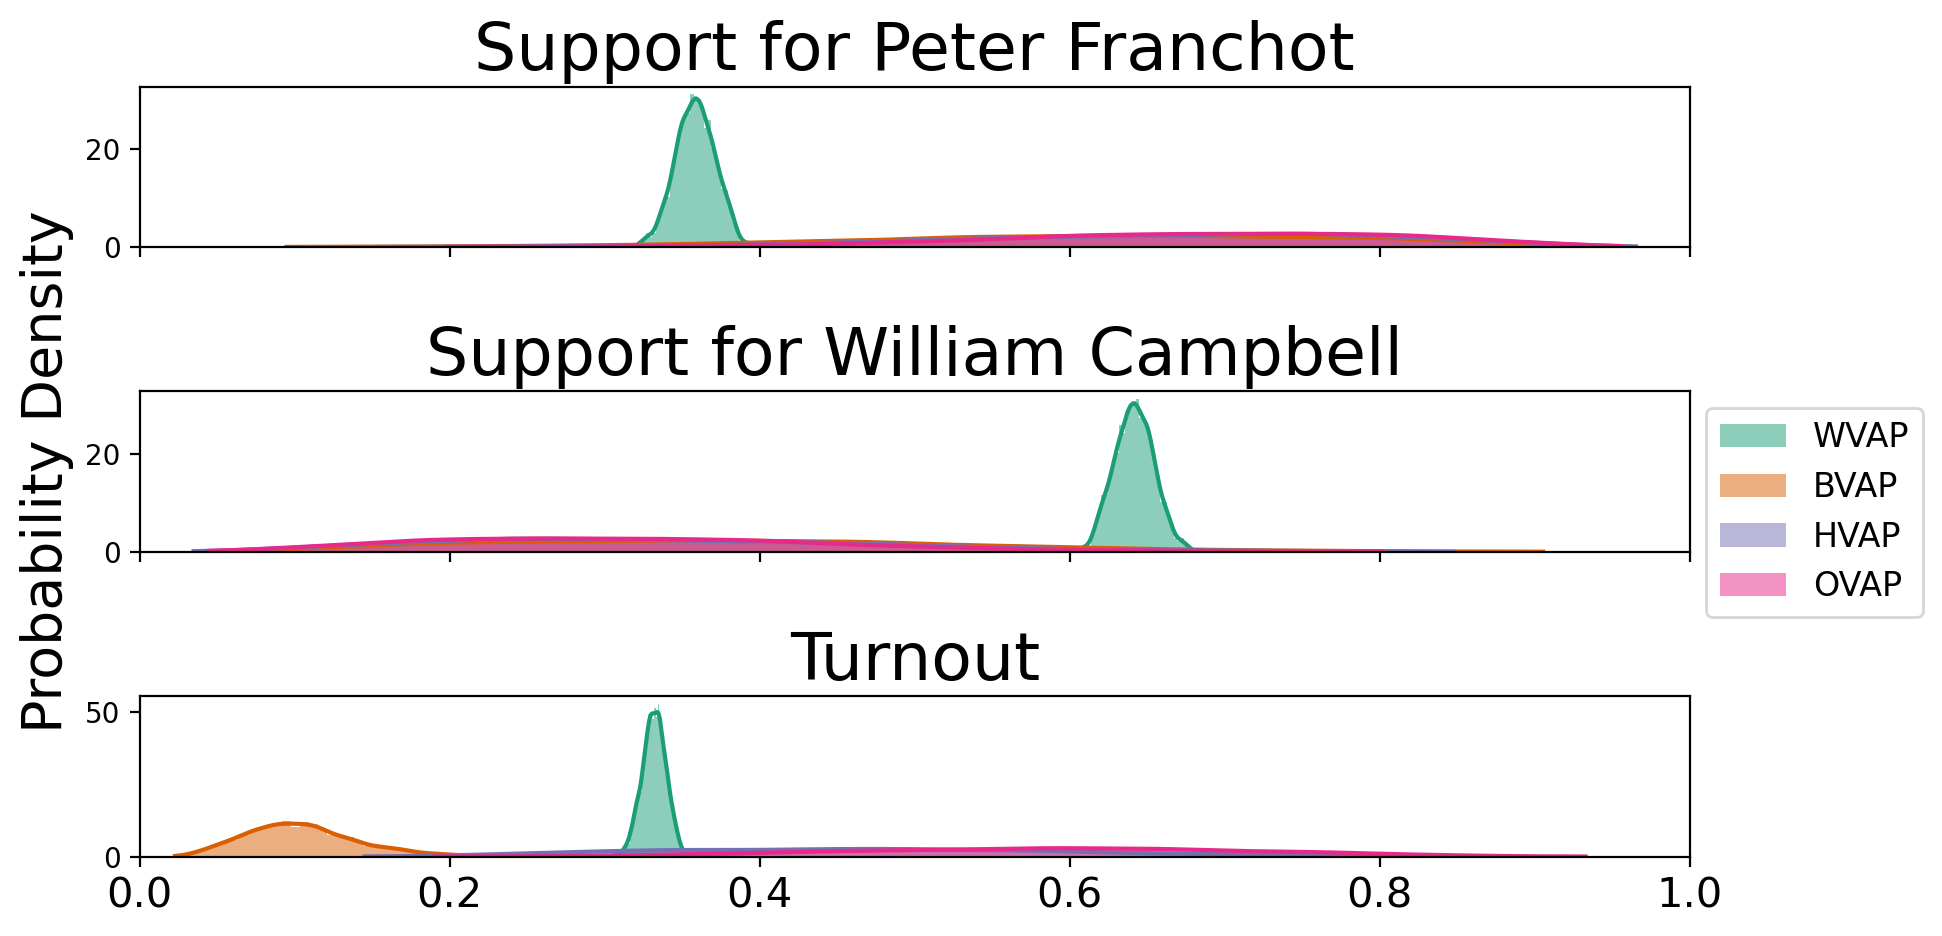 Support for Peter Franchot
20
0
Support for William Campbell
20
0
Probability Density
WVAP
BVAP
HVAP
OVAP
Turnout
50
0
0.0 0.2 0.4 0.6 0.8 1.0